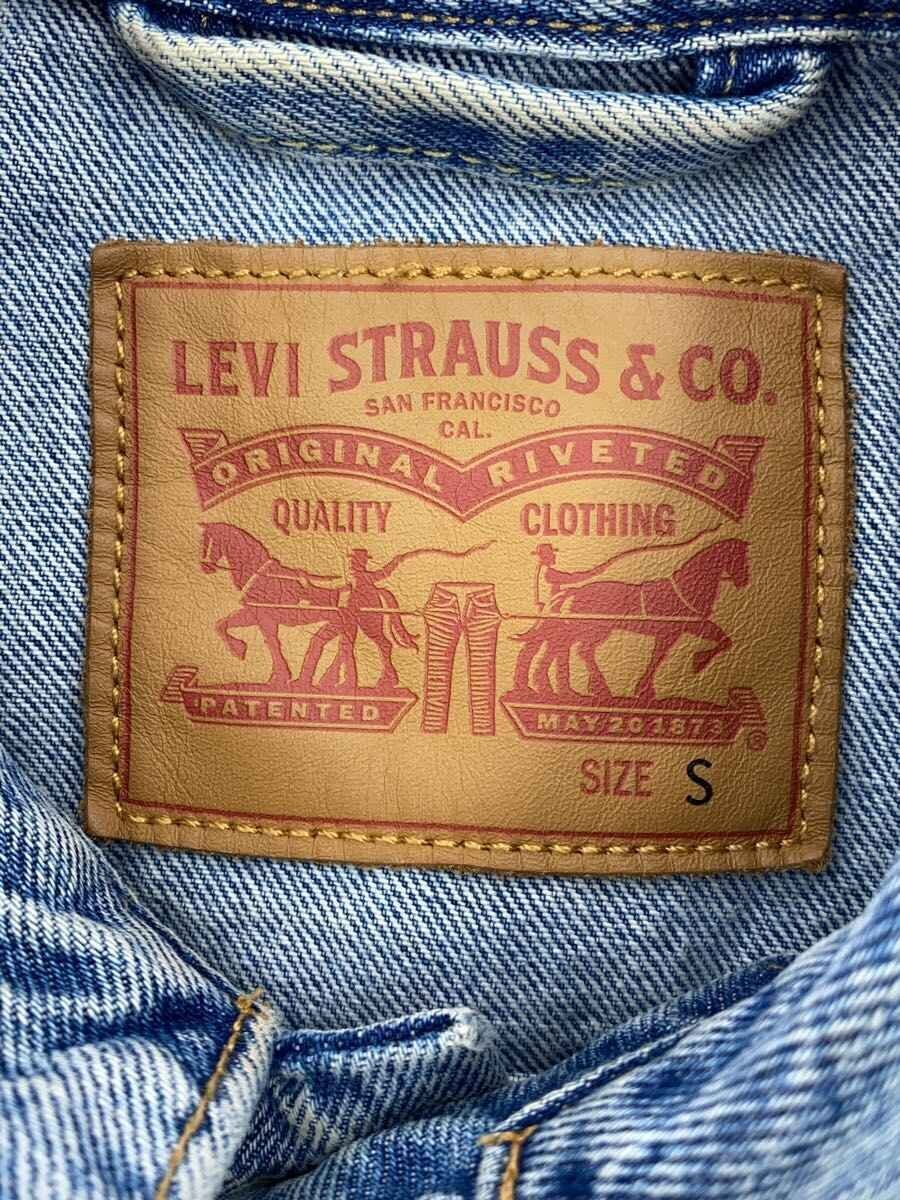 LEVI STRAUSS & CO.
SAN FRANCISCO
CAL.
ORIGINAL RIVETED
QUALITY CLOTHING
PATENTED MAY 20 1873
®
SIZE S